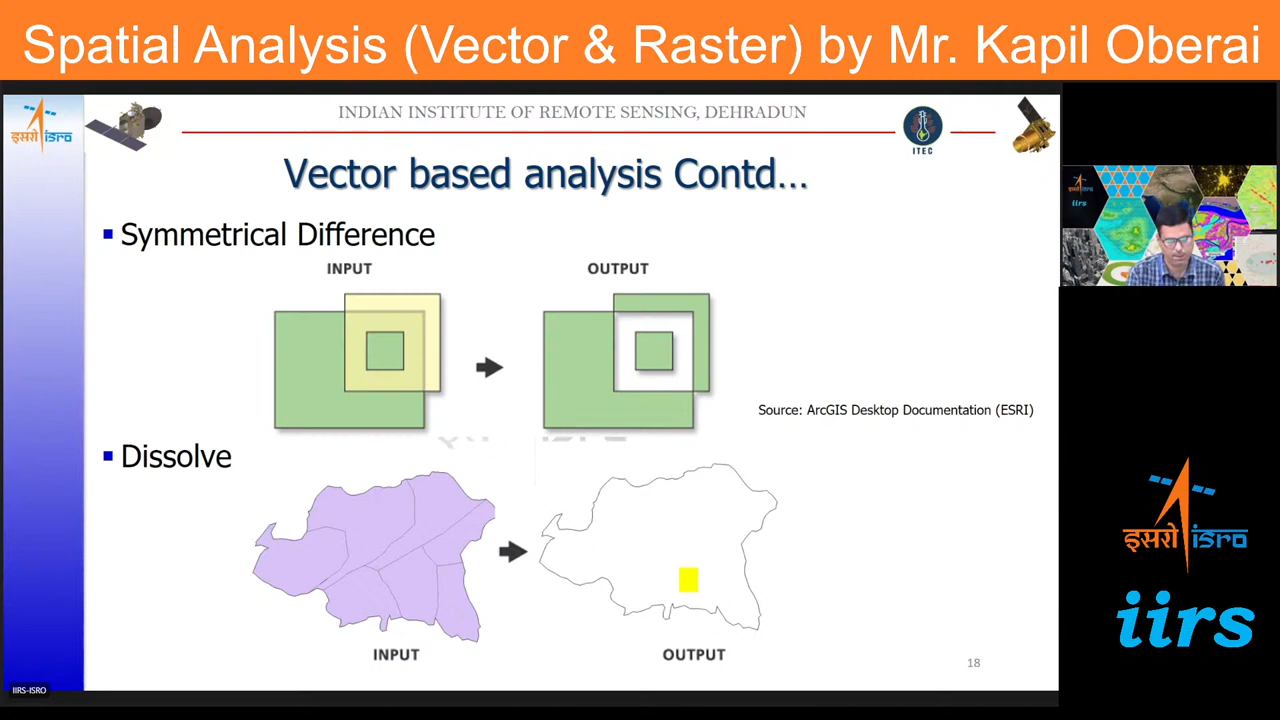 Spatial Analysis (Vector & Raster) by Mr. Kapil Oberai
इसरो isro
INDIAN INSTITUTE OF REMOTE SENSING, DEHRADUN
ITEC
Vector based analysis Contd...
Symmetrical Difference
INPUT
OUTPUT
Source: ArcGIS Desktop Documentation (ESRI)
Dissolve
INPUT
OUTPUT
18
IIRS-ISRO
iirs
इसरो isro
iirs